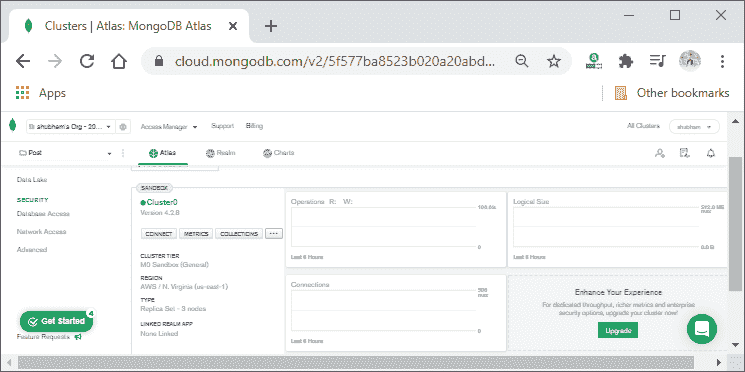 Clusters | Atlas: MongoDB Atlas
cloud.mongodb.com/v2/5f577ba8523b020a20abd...
Apps
Other bookmarks
shubham's Org - 20...
Access Manager
Support
Billing
All Clusters
shubham
Post
Atlas
Realm
Charts
Data Lake
SECURITY
Database Access
Network Access
Advanced
Get started
4
Feature Requests
SANDBOX
Cluster0
Version 4.2.8
CONNECT
METRICS
COLLECTIONS
...
CLUSTER TIER
M0 Sandbox (General)
REGION
AWS / N. Virginia (us-east-1)
TYPE
Replica Set - 3 nodes
LINKED REALM APP
None Linked
Operations R: W:
100.0/s
0
Last 6 Hours
Logical Size
512.0 MB
max
0.0 B
Last 6 Hours
Connections
500
max
0
Last 6 Hours
Enhance Your Experience
For dedicated throughput, richer metrics and enterprise
security options, upgrade your cluster now!
Upgrade